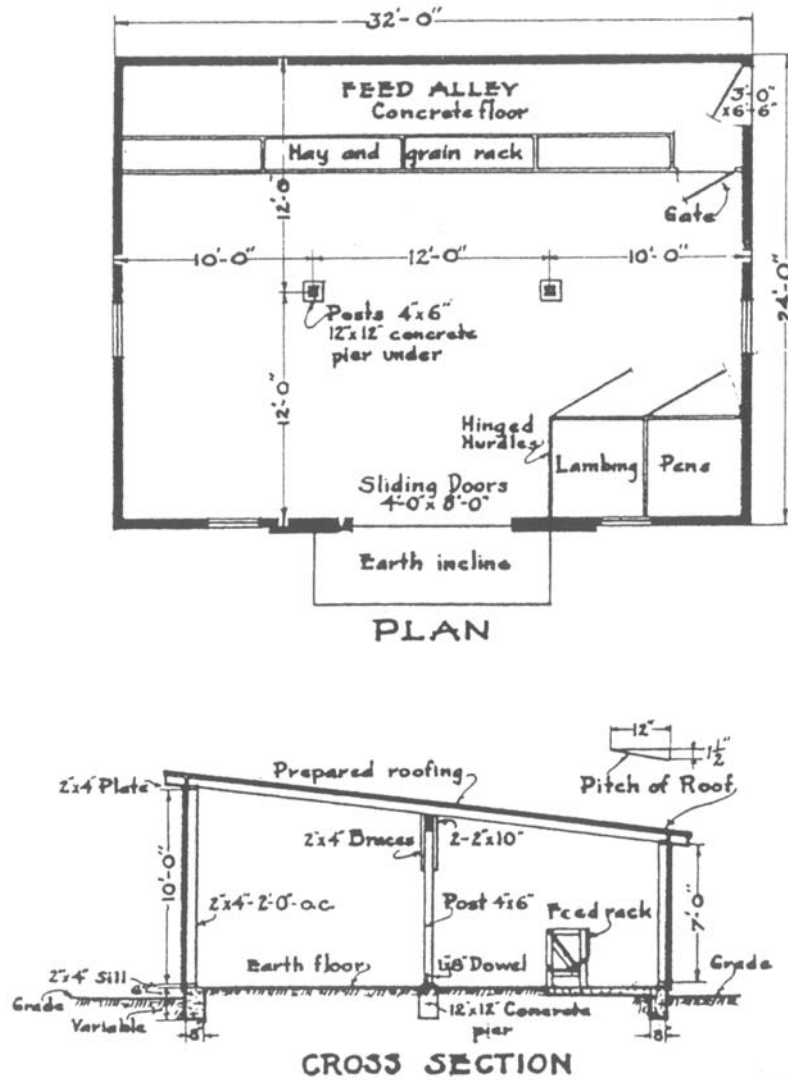 32'-0"
FEED ALLEY
Concrete floor
3'-0"
x6'-6"
Hay and grain rack
12'-0"
Gate
10'-0" 12'-0" 10'-0"
24'-0"
Posts 4"x6"
12"x12" concrete
pier under
12'-0"
Hinged
Hurdles
Lambing Pens
Sliding Doors
4'-0"x 8'-0"
Earth incline
PLAN
12"
1 1/2"
Pitch of Roof
Prepared roofing
2"x4" Plate
2"x4" Braces
2-2"x10"
10'-0"
2"x4"-2'-0"-o.c.
Post 4"x6"
Feed rack
7'-0"
2"x4" Sill
6"
Earth floor
Grade
Grade
Variable
12"x12" Concrete
pier
8"
8"
CROSS SECTION